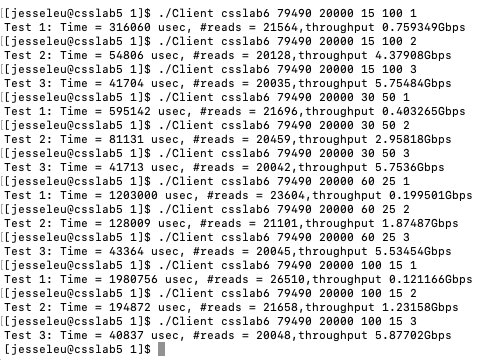 [[jesseleu@csslab5 1]$ ./Client csslab6 79490 20000 15 100 1
Test 1: Time = 316060 usec, #reads = 21564,throughput 0.759349Gbps
[[jesseleu@csslab5 1]$ ./Client csslab6 79490 20000 15 100 2
Test 2: Time = 54806 usec, #reads = 20128,throughput 4.37908Gbps
[[jesseleu@csslab5 1]$ ./Client csslab6 79490 20000 15 100 3
Test 3: Time = 41704 usec, #reads = 20035,throughput 5.75484Gbps
[[jesseleu@csslab5 1]$ ./Client csslab6 79490 20000 30 50 1
Test 1: Time = 595142 usec, #reads = 21696,throughput 0.403265Gbps
[[jesseleu@csslab5 1]$ ./Client csslab6 79490 20000 30 50 2
Test 2: Time = 81131 usec, #reads = 20459,throughput 2.95818Gbps
[[jesseleu@csslab5 1]$ ./Client csslab6 79490 20000 30 50 3
Test 3: Time = 41713 usec, #reads = 20042,throughput 5.7536Gbps
[[jesseleu@csslab5 1]$ ./Client csslab6 79490 20000 60 25 1
Test 1: Time = 1203000 usec, #reads = 23604,throughput 0.199501Gbps
[[jesseleu@csslab5 1]$ ./Client csslab6 79490 20000 60 25 2
Test 2: Time = 128009 usec, #reads = 21101,throughput 1.87487Gbps
[[jesseleu@csslab5 1]$ ./Client csslab6 79490 20000 60 25 3
Test 3: Time = 43364 usec, #reads = 20045,throughput 5.53454Gbps
[[jesseleu@csslab5 1]$ ./Client csslab6 79490 20000 100 15 1
Test 1: Time = 1980756 usec, #reads = 26510,throughput 0.121166Gbps
[[jesseleu@csslab5 1]$ ./Client csslab6 79490 20000 100 15 2
Test 2: Time = 194872 usec, #reads = 21658,throughput 1.23158Gbps
[[jesseleu@csslab5 1]$ ./Client csslab6 79490 20000 100 15 3
Test 3: Time = 40837 usec, #reads = 20048,throughput 5.87702Gbps
[jesseleu@csslab5 1]$